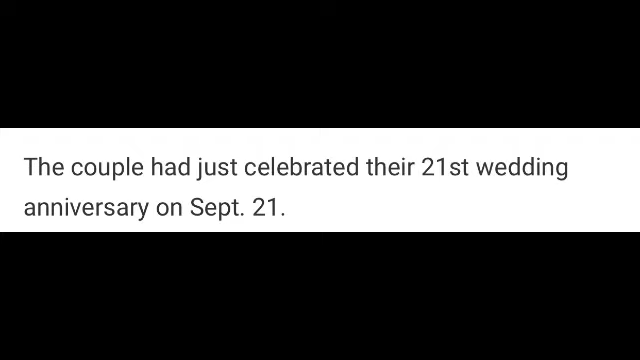 The couple had just celebrated their 21st wedding
anniversary on Sept. 21.